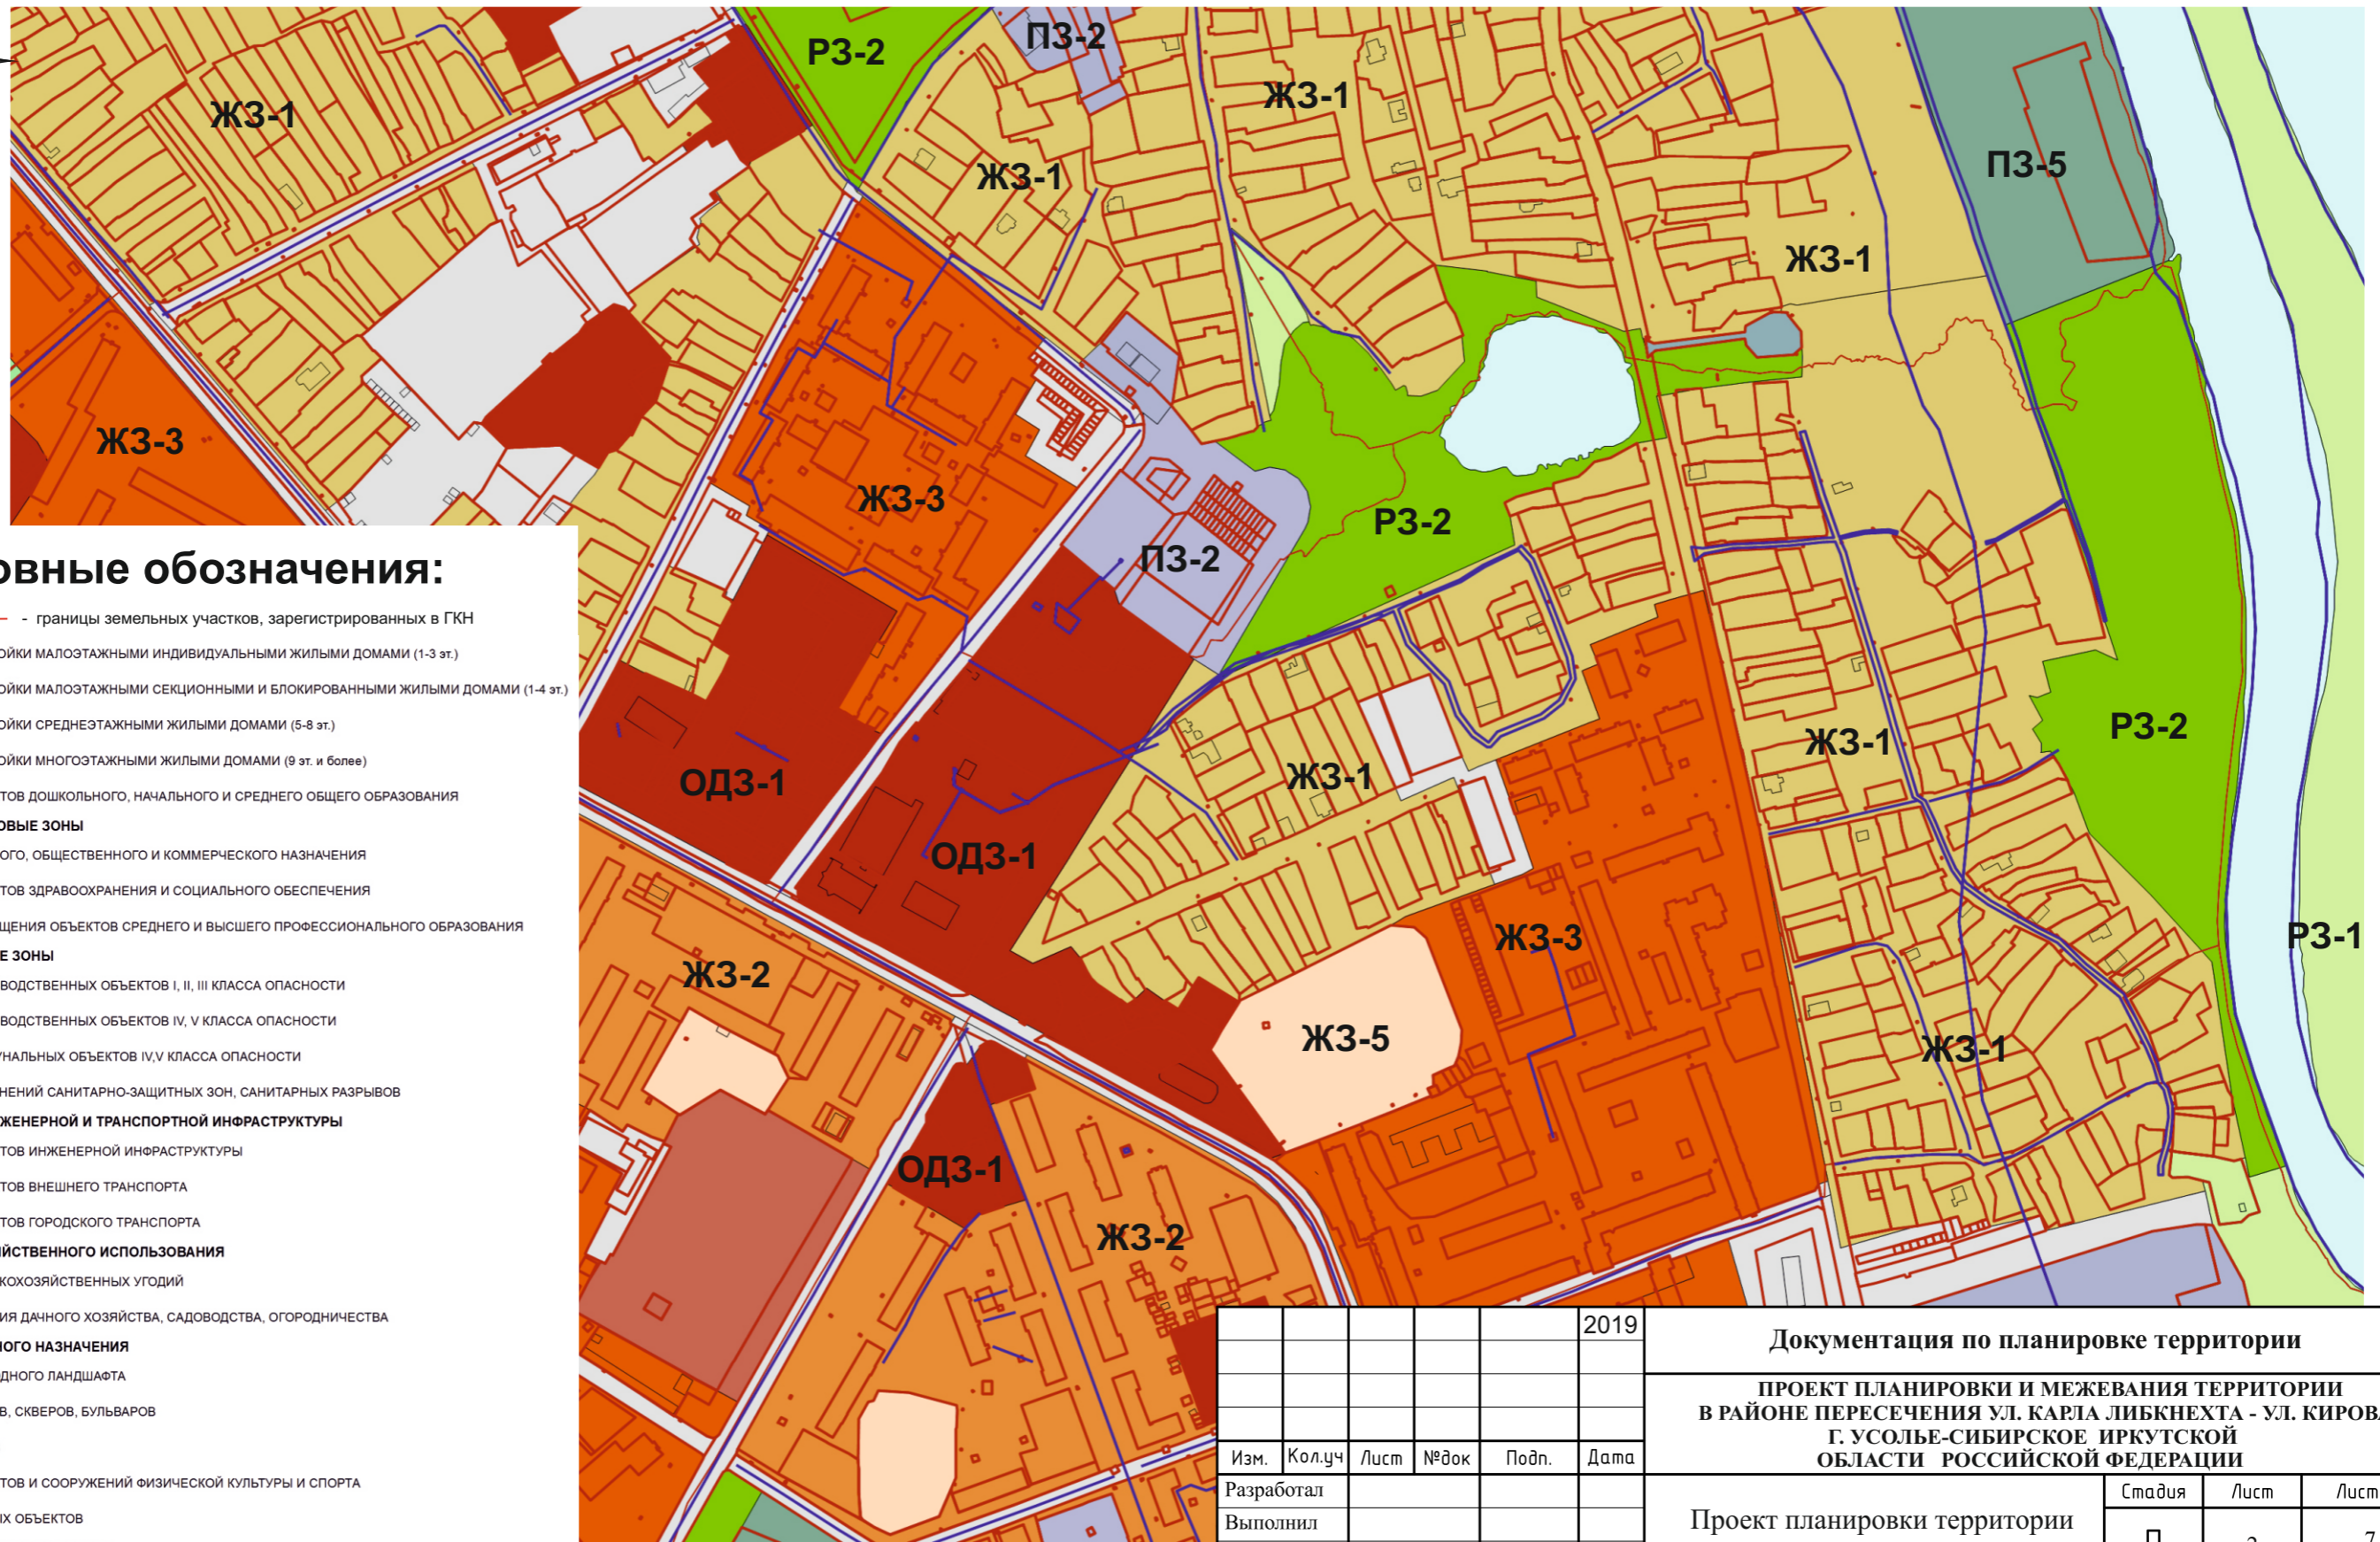 РЗ-2
ПЗ-2
ЖЗ-1
ЖЗ-1
ЖЗ-1
ПЗ-5
ЖЗ-1
ЖЗ-3
ЖЗ-3
РЗ-2
ПЗ-2
РЗ-2
ЖЗ-1
ЖЗ-1
ОДЗ-1
ОДЗ-1
РЗ-1
ЖЗ-3
ЖЗ-2
ЖЗ-5
ЖЗ-1
ОДЗ-1
ЖЗ-2
овные обозначения:
- границы земельных участков, зарегистрированных в ГКН
ОЙКИ МАЛОЭТАЖНЫМИ ИНДИВИДУАЛЬНЫМИ ЖИЛЫМИ ДОМАМИ (1-3 эт.)
ОЙКИ МАЛОЭТАЖНЫМИ СЕКЦИОННЫМИ И БЛОКИРОВАННЫМИ ЖИЛЫМИ ДОМАМИ (1-4 эт.)
ОЙКИ СРЕДНЕЭТАЖНЫМИ ЖИЛЫМИ ДОМАМИ (5-8 эт.)
ОЙКИ МНОГОЭТАЖНЫМИ ЖИЛЫМИ ДОМАМИ (9 эт. и более)
ТОВ ДОШКОЛЬНОГО, НАЧАЛЬНОГО И СРЕДНЕГО ОБЩЕГО ОБРАЗОВАНИЯ
ОВЫЕ ЗОНЫ
ОГО, ОБЩЕСТВЕННОГО И КОММЕРЧЕСКОГО НАЗНАЧЕНИЯ
ТОВ ЗДРАВООХРАНЕНИЯ И СОЦИАЛЬНОГО ОБЕСПЕЧЕНИЯ
ЩЕНИЯ ОБЪЕКТОВ СРЕДНЕГО И ВЫСШЕГО ПРОФЕССИОНАЛЬНОГО ОБРАЗОВАНИЯ
Е ЗОНЫ
ВОДСТВЕННЫХ ОБЪЕКТОВ I, II, III КЛАССА ОПАСНОСТИ
ВОДСТВЕННЫХ ОБЪЕКТОВ IV, V КЛАССА ОПАСНОСТИ
УНАЛЬНЫХ ОБЪЕКТОВ IV,V КЛАССА ОПАСНОСТИ
НЕНИЙ САНИТАРНО-ЗАЩИТНЫХ ЗОН, САНИТАРНЫХ РАЗРЫВОВ
ЖЕНЕРНОЙ И ТРАНСПОРТНОЙ ИНФРАСТРУКТУРЫ
ТОВ ИНЖЕНЕРНОЙ ИНФРАСТРУКТУРЫ
ТОВ ВНЕШНЕГО ТРАНСПОРТА
ТОВ ГОРОДСКОГО ТРАНСПОРТА
ЯЙСТВЕННОГО ИСПОЛЬЗОВАНИЯ
КОХОЗЯЙСТВЕННЫХ УГОДИЙ
ИЯ ДАЧНОГО ХОЗЯЙСТВА, САДОВОДСТВА, ОГОРОДНИЧЕСТВА
НОГО НАЗНАЧЕНИЯ
ДНОГО ЛАНДШАФТА
В, СКВЕРОВ, БУЛЬВАРОВ
ТОВ И СООРУЖЕНИЙ ФИЗИЧЕСКОЙ КУЛЬТУРЫ И СПОРТА
ЫХ ОБЪЕКТОВ
2019
Документация по планировке территории
ПРОЕКТ ПЛАНИРОВКИ И МЕЖЕВАНИЯ ТЕРРИТОРИИ
В РАЙОНЕ ПЕРЕСЕЧЕНИЯ УЛ. КАРЛА ЛИБКНЕХТА - УЛ. КИРОВА
Г. УСОЛЬЕ-СИБИРСКОЕ ИРКУТСКОЙ
ОБЛАСТИ РОССИЙСКОЙ ФЕДЕРАЦИИ
Изм. Кол.уч Лист №док Подп. Дата
Разработал
Выполнил
Проект планировки территории
Стадия Лист Лист
П 7